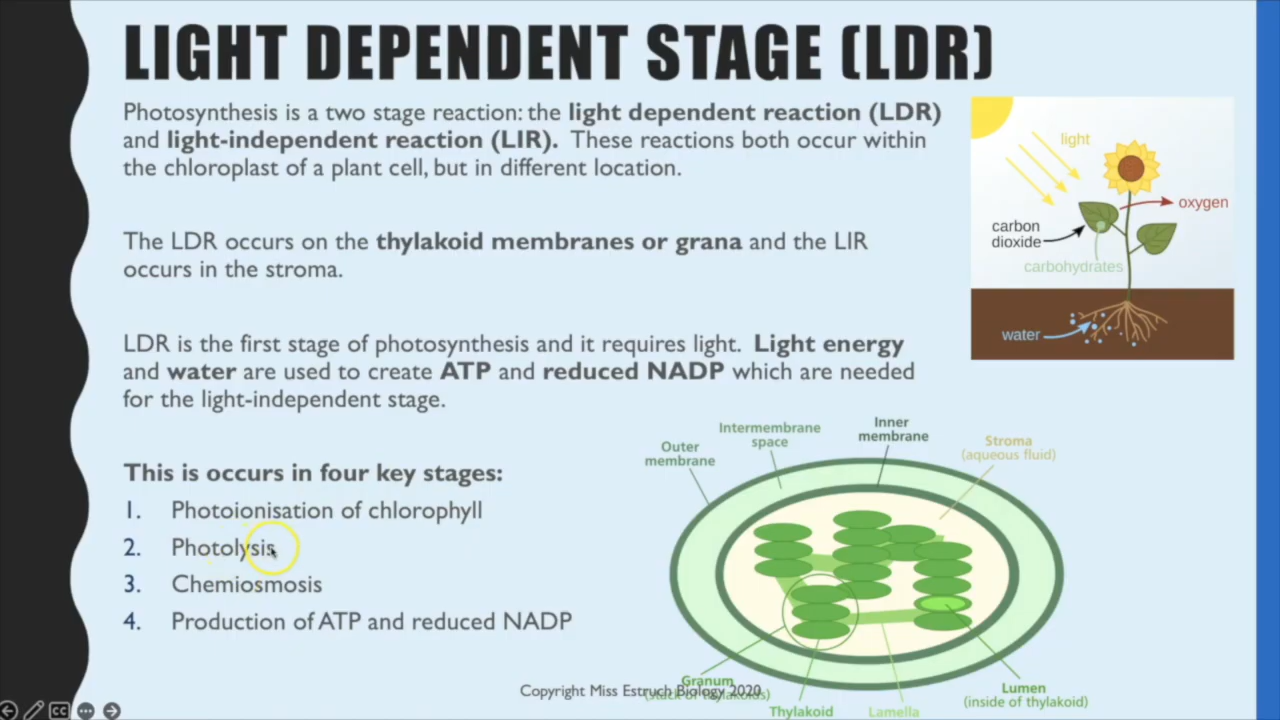 LIGHT DEPENDENT STAGE (LDR)
Photosynthesis is a two stage reaction: the light dependent reaction (LDR)
and light-independent reaction (LIR). These reactions both occur within
the chloroplast of a plant cell, but in different location.
The LDR occurs on the thylakoid membranes or grana and the LIR
occurs in the stroma.
LDR is the first stage of photosynthesis and it requires light. Light energy
and water are used to create ATP and reduced NADP which are needed
for the light-independent stage.
This is occurs in four key stages:
1. Photoionisation of chlorophyll
2. Photolysis
3. Chemiosmosis
4. Production of ATP and reduced NADP
light
oxygen
carbon
dioxide
carbohydrates
water
Outer
membrane
Intermembrane
space
Inner
membrane
Stroma
(aqueous fluid)
Granum
(stack of thylakoids)
Copyright Miss Estruch Biology 2020
Thylakoid
Lamella
Lumen
(inside of thylakoid)
CC